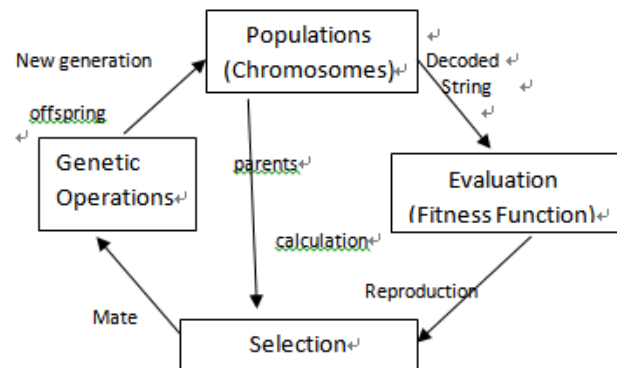 Populations
(Chromosomes)
New generation
offspring
Decoded
String
Genetic
Operations
parents
Evaluation
(Fitness Function)
calculation
Reproduction
Mate
Selection